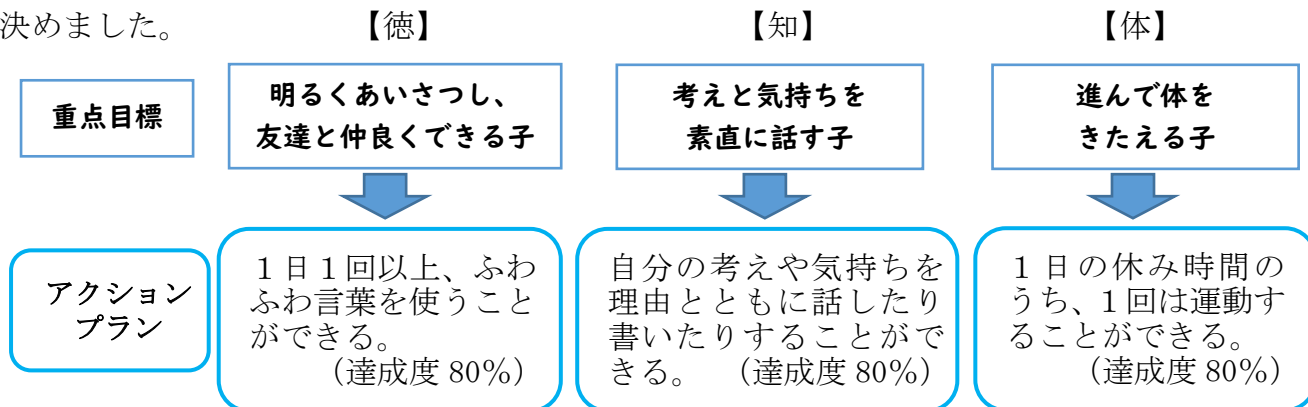 決めました。
【徳】
【知】
【体】
重点目標
明るくあいさつし、
友達と仲良くできる子
考えと気持ちを
素直に話す子
進んで体を
きたえる子
アクション
プラン
１日１回以上、ふわ
ふわ言葉を使うこと
ができる。
（達成度 80％）
自分の考えや気持ちを
理由とともに話したり
書いたりすることがで
きる。　（達成度 80％）
１日の休み時間の
うち、１回は運動す
ることができる。
（達成度 80％）